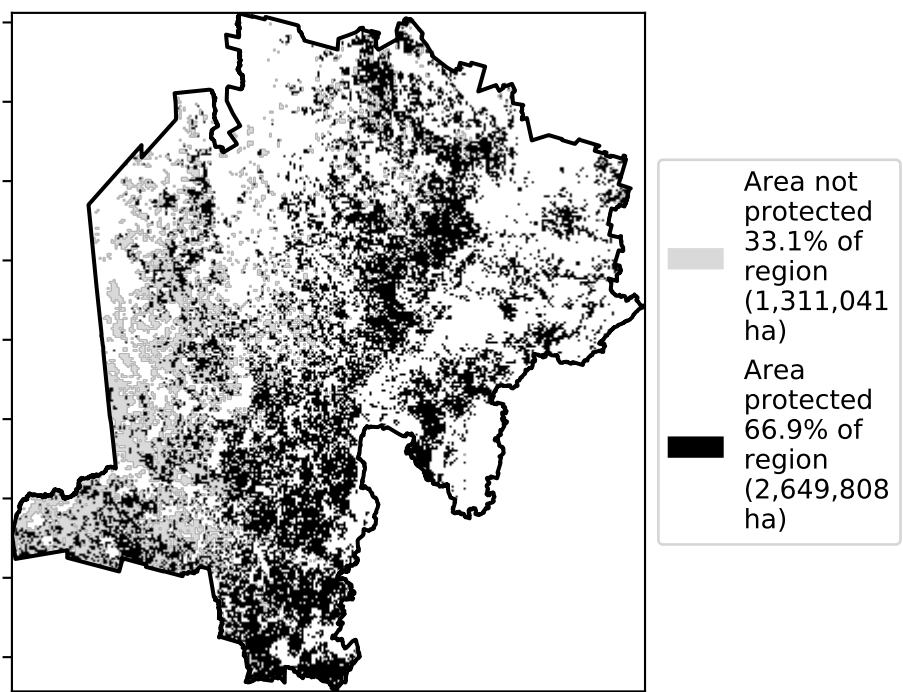 Area not
protected
33.1% of
region
(1,311,041
ha)
Area
protected
66.9% of
region
(2,649,808
ha)